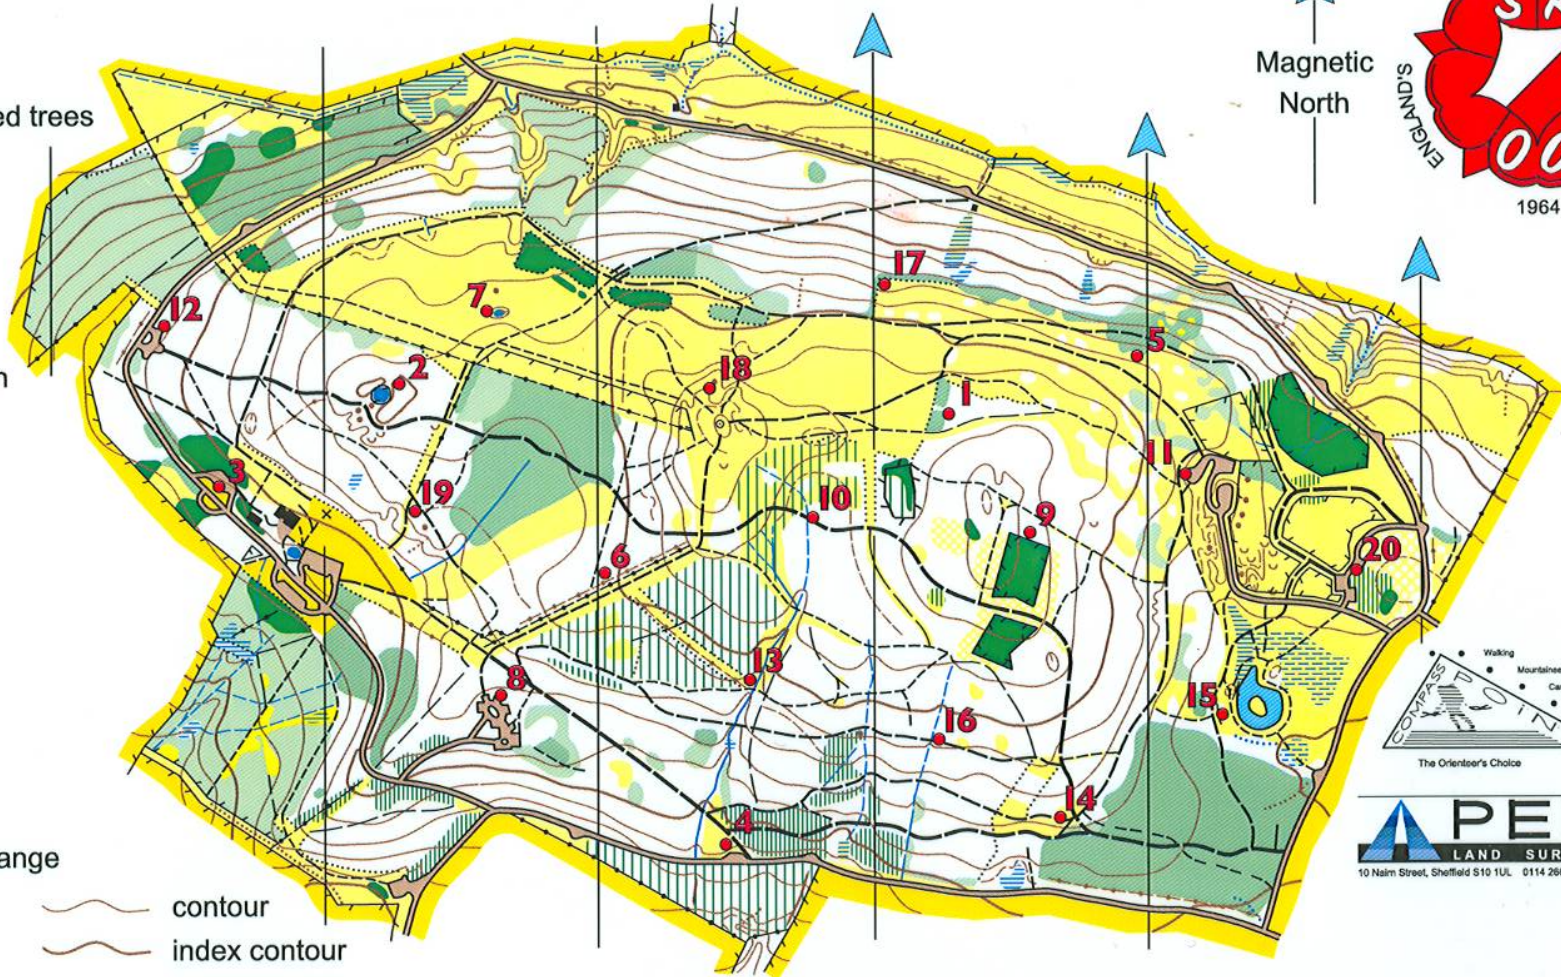 ed trees
Magnetic
North
ENGLAND'S
1964
12
7
2
18
17
5
1
3
19
11
10
9
6
20
13
8
15
16
14
4
Walking
COMPASS POIN
The Orienteer's Choice
PE
LAND SUR
10 Nairn Street, Sheffield S10 1UL 0114 26
ange
contour
index contour